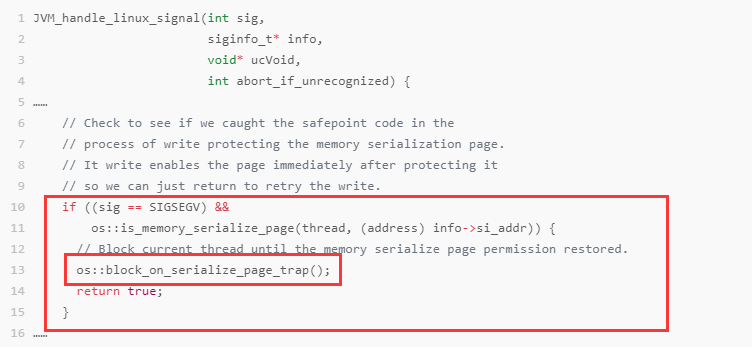 1 JVM_handle_linux_signal(int sig,
2                         siginfo_t* info,
3                         void* ucVoid,
4                         int abort_if_unrecognized) {
5 ……
6     // Check to see if we caught the safepoint code in the
7     // process of write protecting the memory serialization page.
8     // It write enables the page immediately after protecting it
9     // so we can just return to retry the write.
10     if ((sig == SIGSEGV) &&
11         os::is_memory_serialize_page(thread, (address) info->si_addr)) {
12       // Block current thread until the memory serialize page permission restored.
13       os::block_on_serialize_page_trap();
14       return true;
15     }
16 ……